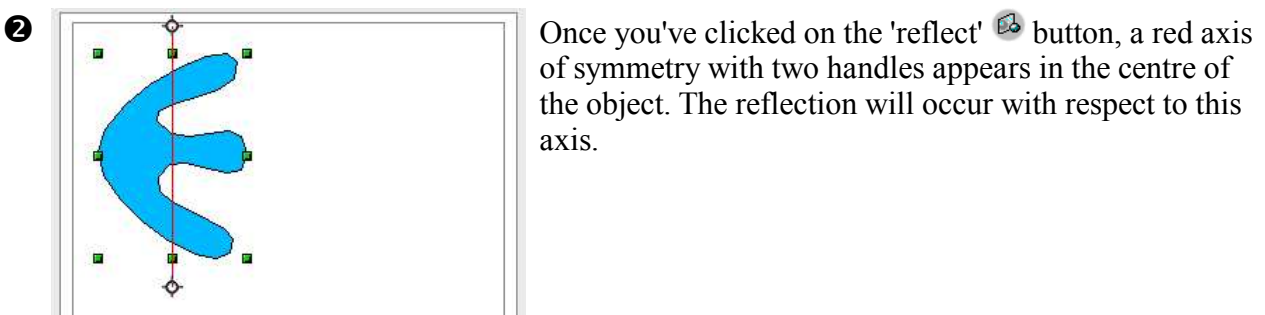 ❷ Once you've clicked on the 'reflect' button, a red axis
of symmetry with two handles appears in the centre of
the object. The reflection will occur with respect to this
axis.